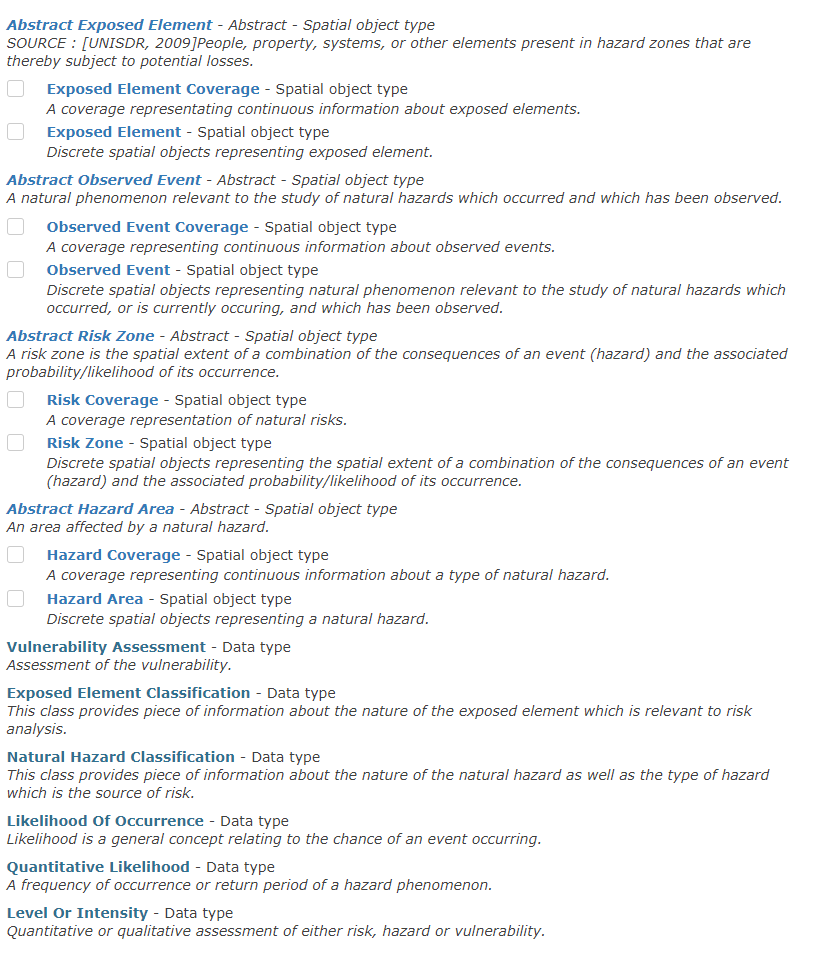 Abstract Exposed Element - Abstract - Spatial object type
SOURCE : [UNISDR, 2009]People, property, systems, or other elements present in hazard zones that are
thereby subject to potential losses.
Exposed Element Coverage - Spatial object type
A coverage representating continuous information about exposed elements.
Exposed Element - Spatial object type
Discrete spatial objects representing exposed element.
Abstract Observed Event - Abstract - Spatial object type
A natural phenomenon relevant to the study of natural hazards which occurred and which has been observed.
Observed Event Coverage - Spatial object type
A coverage representing continuous information about observed events.
Observed Event - Spatial object type
Discrete spatial objects representing natural phenomenon relevant to the study of natural hazards which
occurred, or is currently occuring, and which has been observed.
Abstract Risk Zone - Abstract - Spatial object type
A risk zone is the spatial extent of a combination of the consequences of an event (hazard) and the associated
probability/likelihood of its occurrence.
Risk Coverage - Spatial object type
A coverage representation of natural risks.
Risk Zone - Spatial object type
Discrete spatial objects representing the spatial extent of a combination of the consequences of an event
(hazard) and the associated probability/likelihood of its occurrence.
Abstract Hazard Area - Abstract - Spatial object type
An area affected by a natural hazard.
Hazard Coverage - Spatial object type
A coverage representing continuous information about a type of natural hazard.
Hazard Area - Spatial object type
Discrete spatial objects representing a natural hazard.
Vulnerability Assessment - Data type
Assessment of the vulnerability.
Exposed Element Classification - Data type
This class provides piece of information about the nature of the exposed element which is relevant to risk
analysis.
Natural Hazard Classification - Data type
This class provides piece of information about the nature of the natural hazard as well as the type of hazard
which is the source of risk.
Likelihood Of Occurrence - Data type
Likelihood is a general concept relating to the chance of an event occurring.
Quantitative Likelihood - Data type
A frequency of occurrence or return period of a hazard phenomenon.
Level Or Intensity - Data type
Quantitative or qualitative assessment of either risk, hazard or vulnerability.